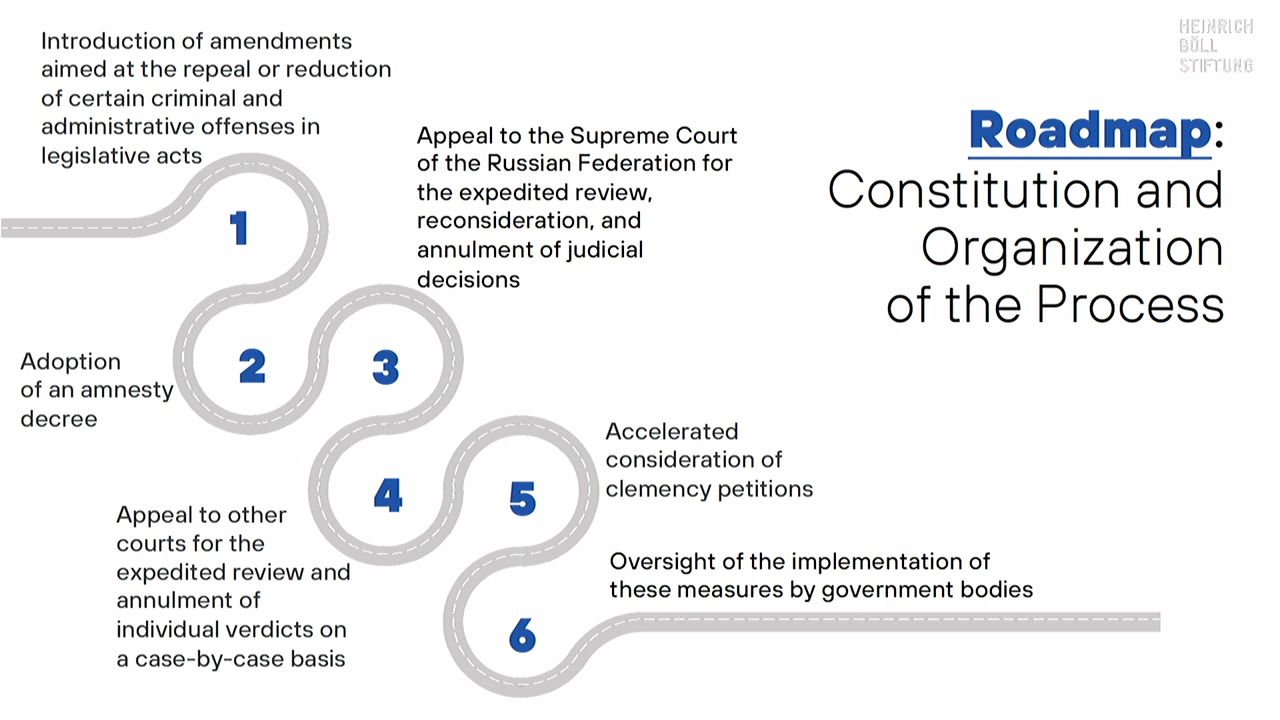 HEINRICH
BÖLL
STIFTUNG
Roadmap:
Constitution and
Organization
of the Process
Introduction of amendments
aimed at the repeal or reduction
of certain criminal and
administrative offenses in
legislative acts
1
Adoption
of an amnesty
decree
2
Appeal to the Supreme Court
of the Russian Federation for
the expedited review,
reconsideration, and
annulment of judicial
decisions
3
Appeal to other
courts for the
expedited review and
annulment of
individual verdicts on
a case-by-case basis
4
Accelerated
consideration of
clemency petitions
5
Oversight of the implementation of
these measures by government bodies
6